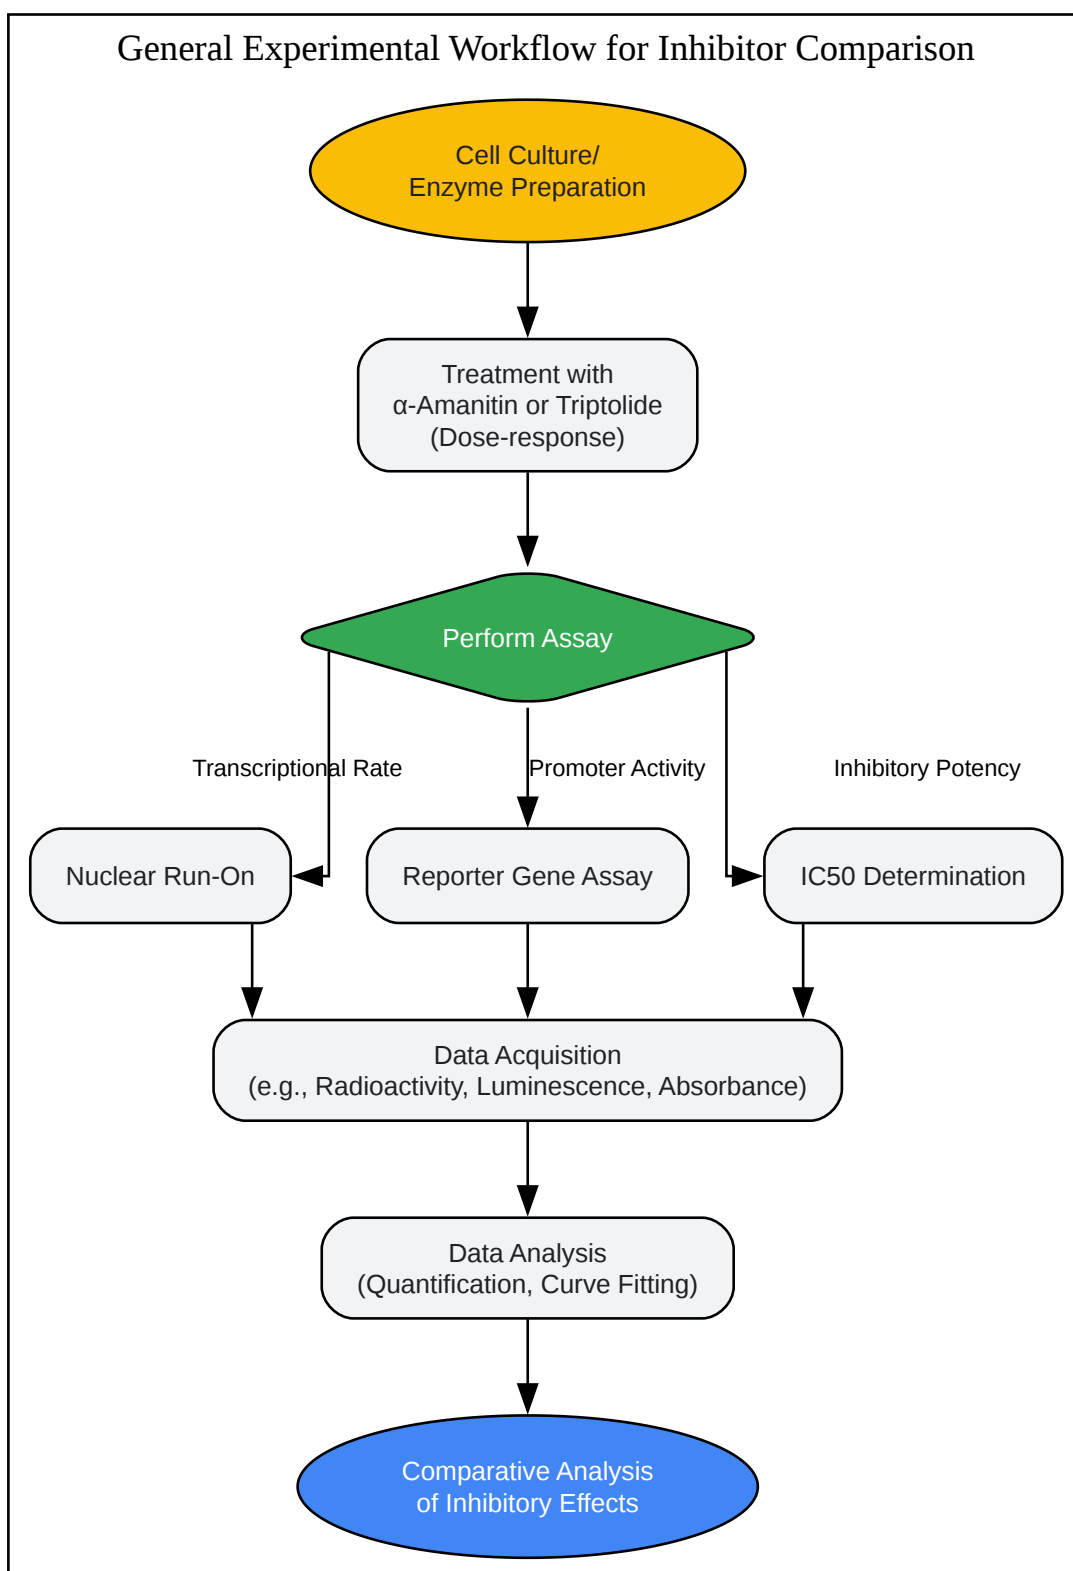 General Experimental Workflow for Inhibitor Comparison
Cell Culture/
Enzyme Preparation
Treatment with
α-Amanitin or Triptolide
(Dose-response)
Perform Assay
Transcriptional Rate
Promoter Activity
Inhibitory Potency
Nuclear Run-On
Reporter Gene Assay
IC50 Determination
Data Acquisition
(e.g., Radioactivity, Luminescence, Absorbance)
Data Analysis
(Quantification, Curve Fitting)
Comparative Analysis
of Inhibitory Effects